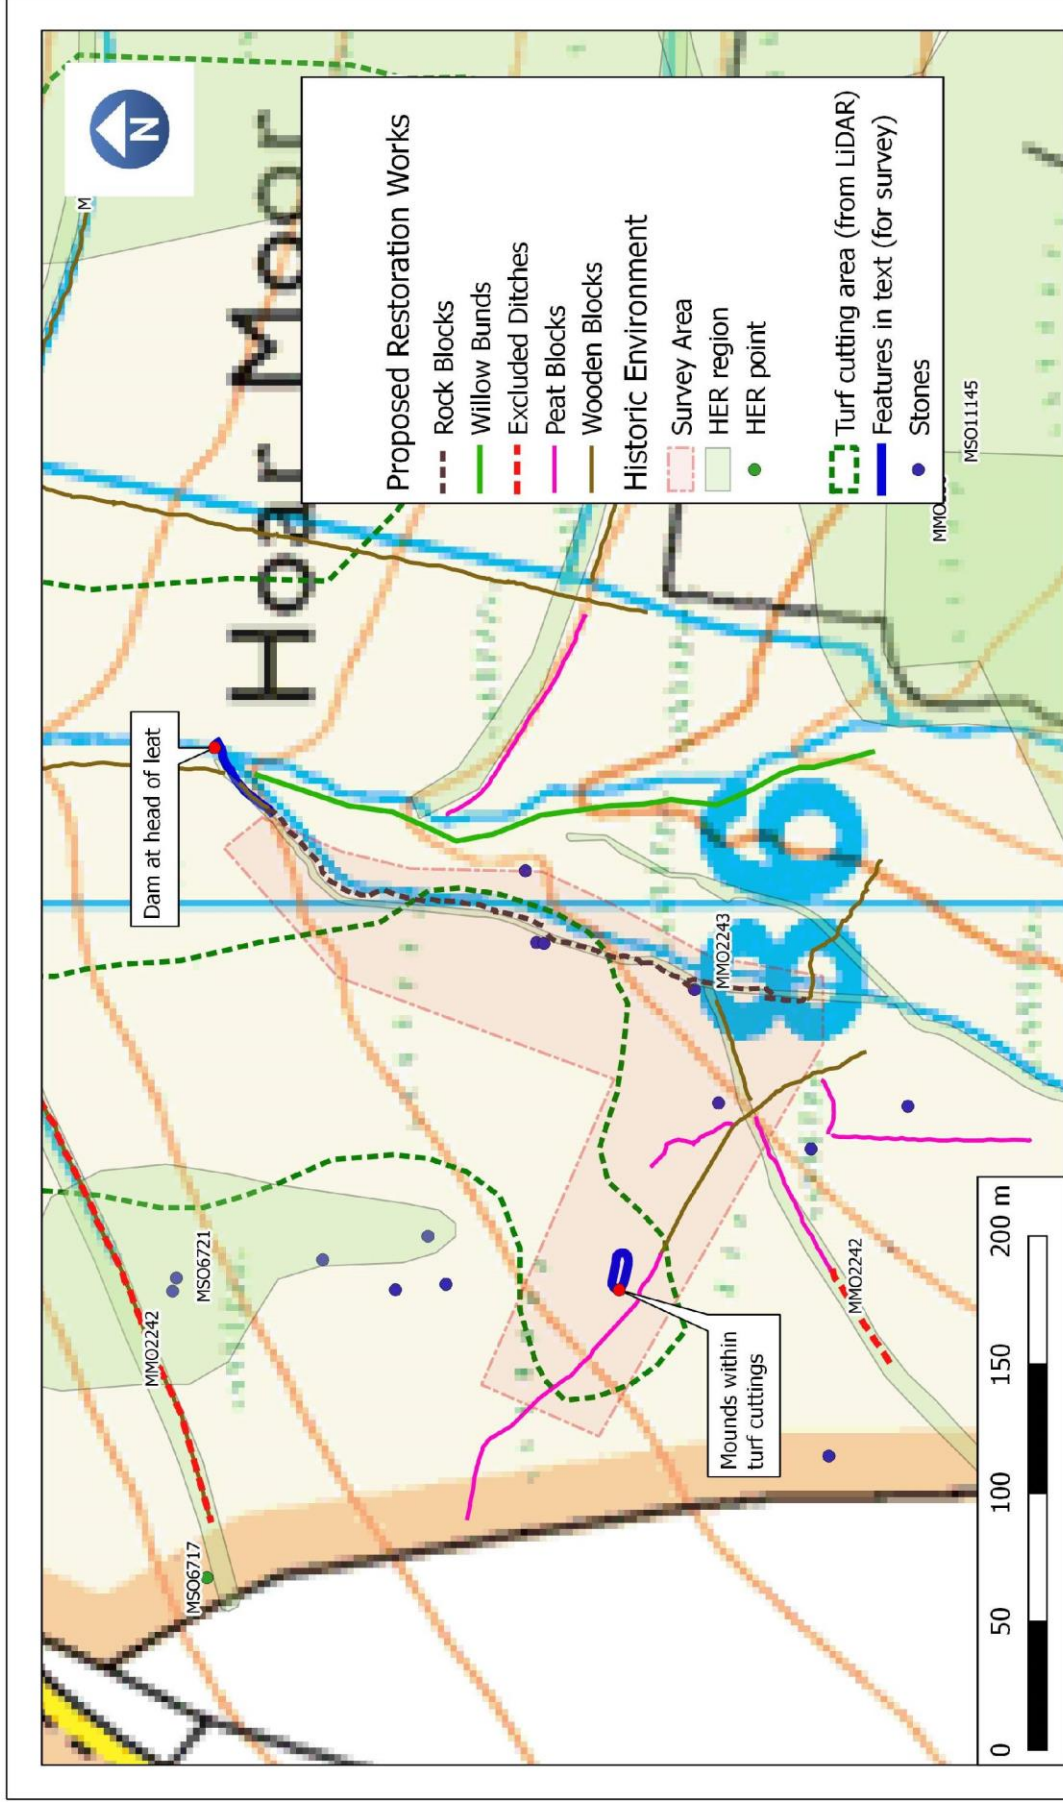 N
M
Hoar Moor
Dam at head of leat
Proposed Restoration Works
Rock Blocks
Willow Bunds
Excluded Ditches
Peat Blocks
Wooden Blocks
Historic Environment
Survey Area
HER region
HER point
Turf cutting area (from LiDAR)
Features in text (for survey)
Stones
MSO6717
MMO2242
MSO6721
MMO2243
86
MMO2242
MSO11145
Mounds within
turf cuttings
0 50 100 150 200 m